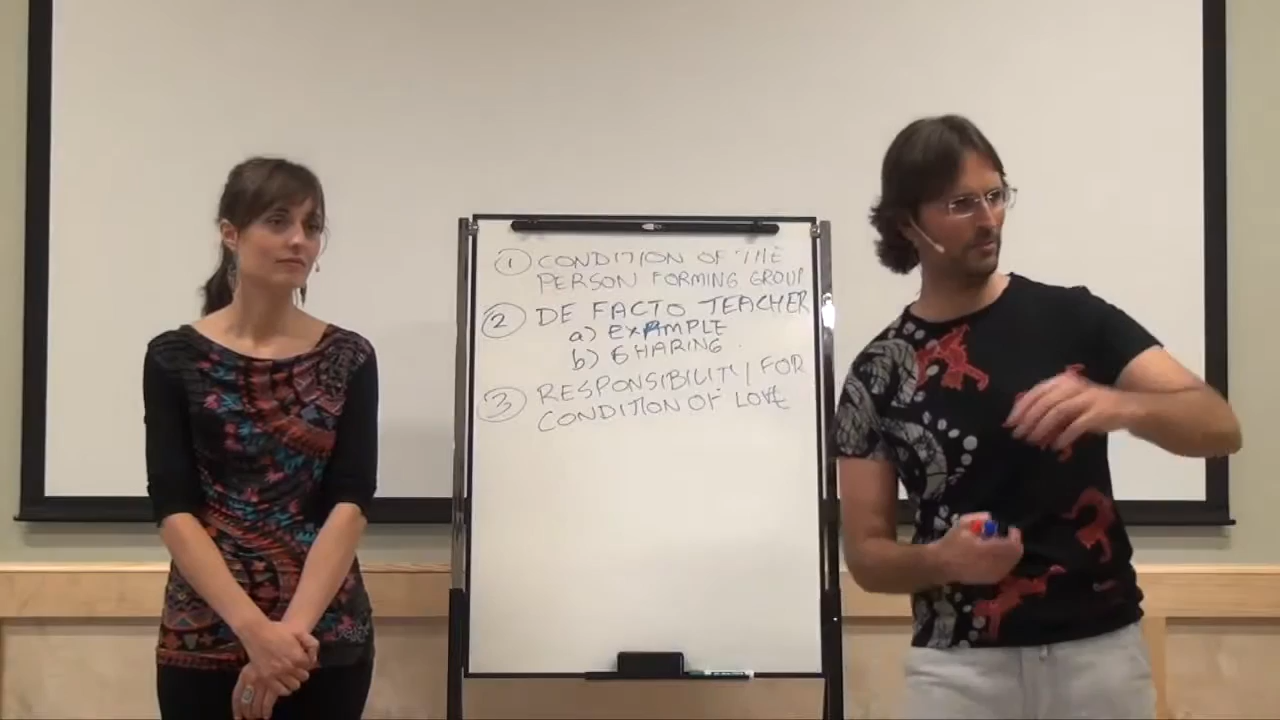 ① CONDITION OF THE
PERSON FORMING GROUP
② DE FACTO TEACHER
a) EXAMPLE
b) SHARING
③ RESPONSIBILITY FOR
CONDITION OF LOVE